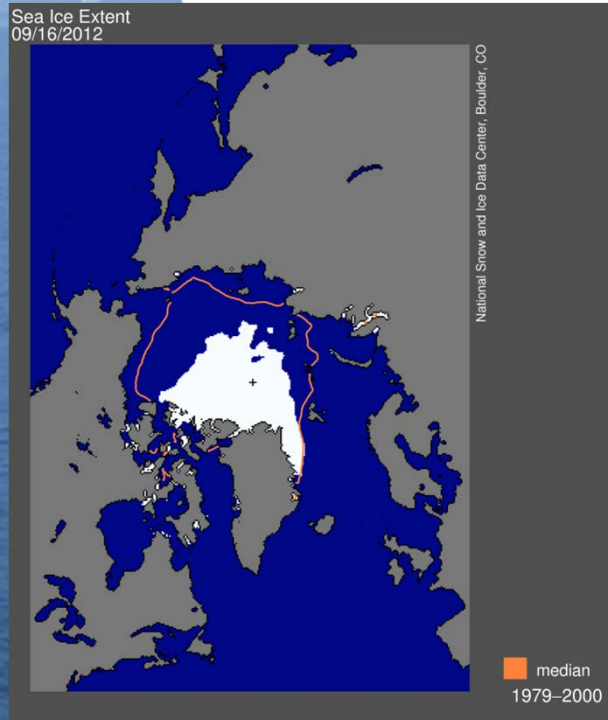 Sea Ice Extent
09/16/2012
National Snow and Ice Data Center, Boulder, CO
median
1979–2000